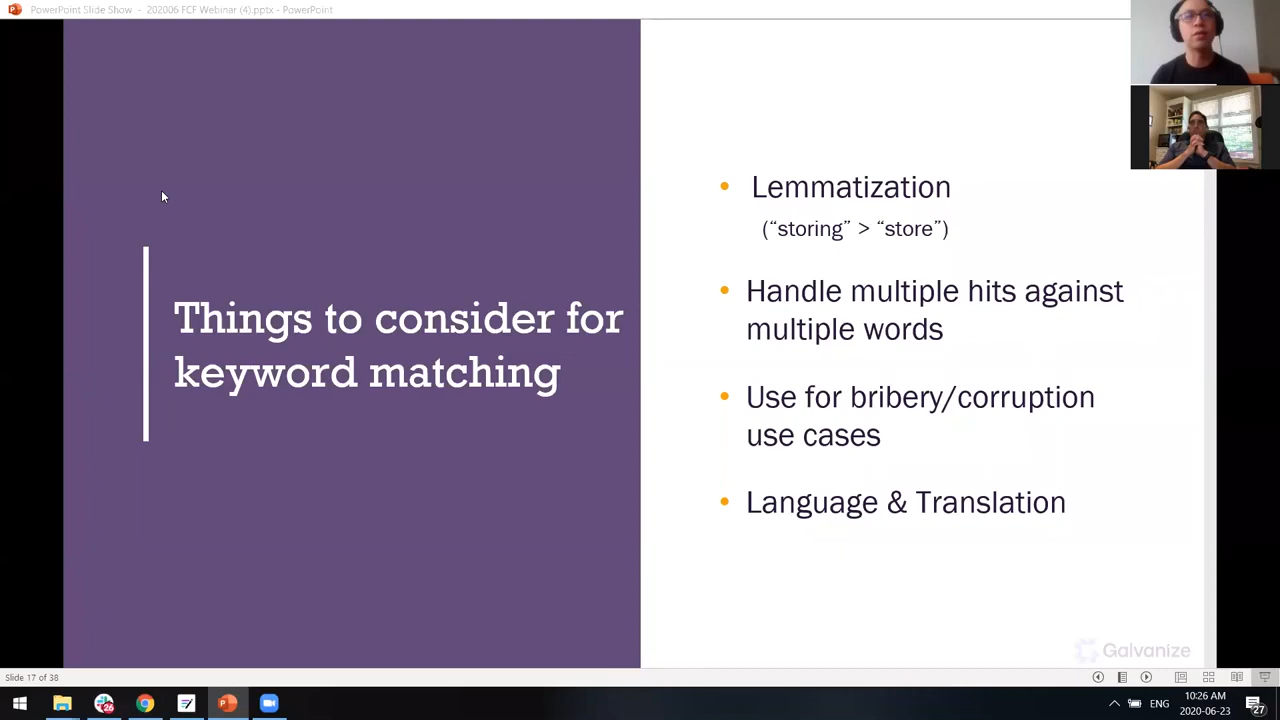 PowerPoint Slide Show - 202006 FCF Webinar (4).pptx - PowerPoint
Things to consider for
keyword matching
• Lemmatization
(“storing” > “store”)
• Handle multiple hits against
multiple words
• Use for bribery/corruption
use cases
• Language & Translation
Galvanize
Slide 17 of 38
26
ENG
10:26 AM
2020-06-23
27